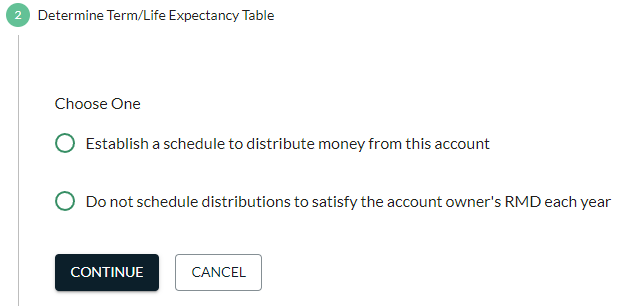 2 Determine Term/Life Expectancy Table
Choose One
Establish a schedule to distribute money from this account
Do not schedule distributions to satisfy the account owner's RMD each year
CONTINUE CANCEL